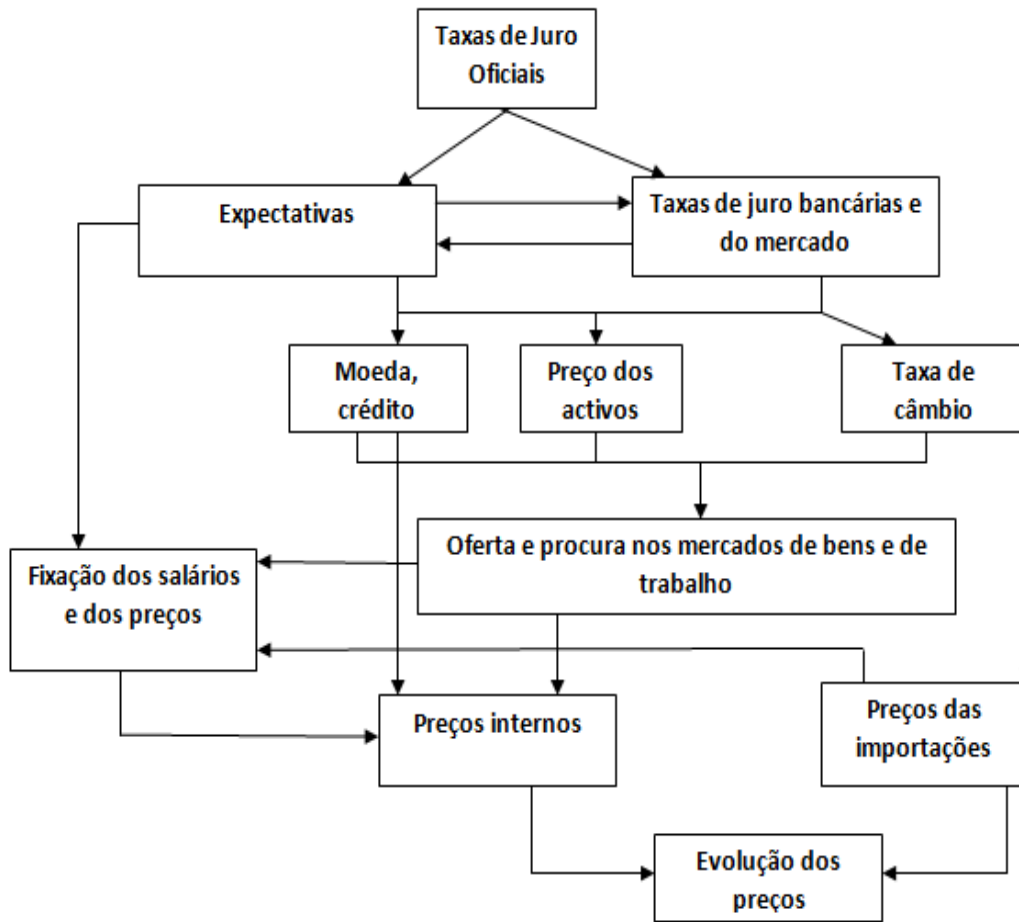 Taxas de Juro
Oficiais
Expectativas
Taxas de juro bancárias e
do mercado
Moeda,
crédito
Preço dos
activos
Taxa de
câmbio
Oferta e procura nos mercados de bens e de
trabalho
Fixação dos salários
e dos preços
Preços internos
Preços das
importações
Evolução dos
preços